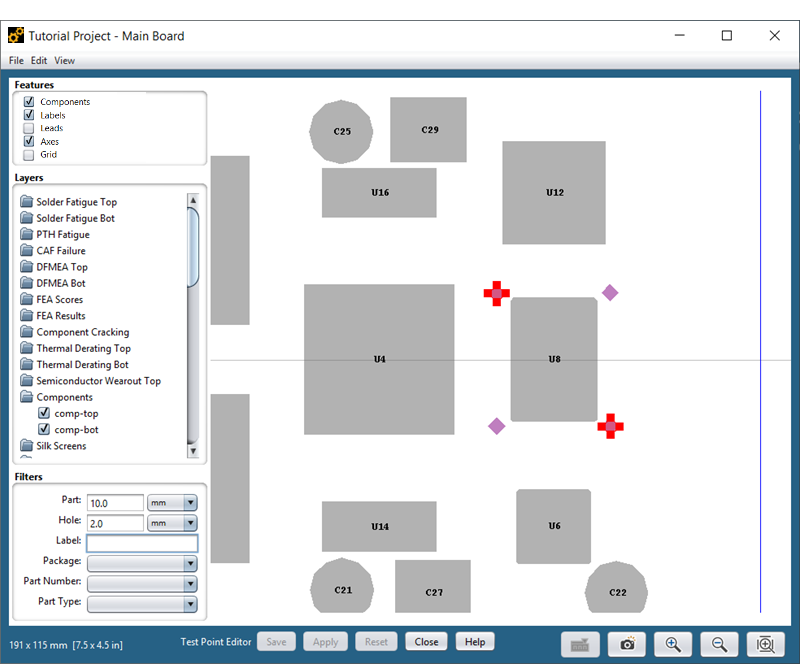 Tutorial Project - Main Board
File Edit View
Features
Components
Labels
Leads
Axes
Grid
Layers
Solder Fatigue Top
Solder Fatigue Bot
PTH Fatigue
CAF Failure
DFMEA Top
DFMEA Bot
FEA Scores
FEA Results
Component Cracking
Thermal Derating Top
Thermal Derating Bot
Semiconductor Wearout Top
Components
comp-top
comp-bot
Silk Screens
Filters
Part: 10.0 mm
Hole: 2.0 mm
Label:
Package:
Part Number:
Part Type:
C25
C29
U16
U12
U4
U8
U14
U6
C21
C27
C22
191 x 115 mm [7.5 x 4.5 in]
Test Point Editor Save Apply Reset Close Help